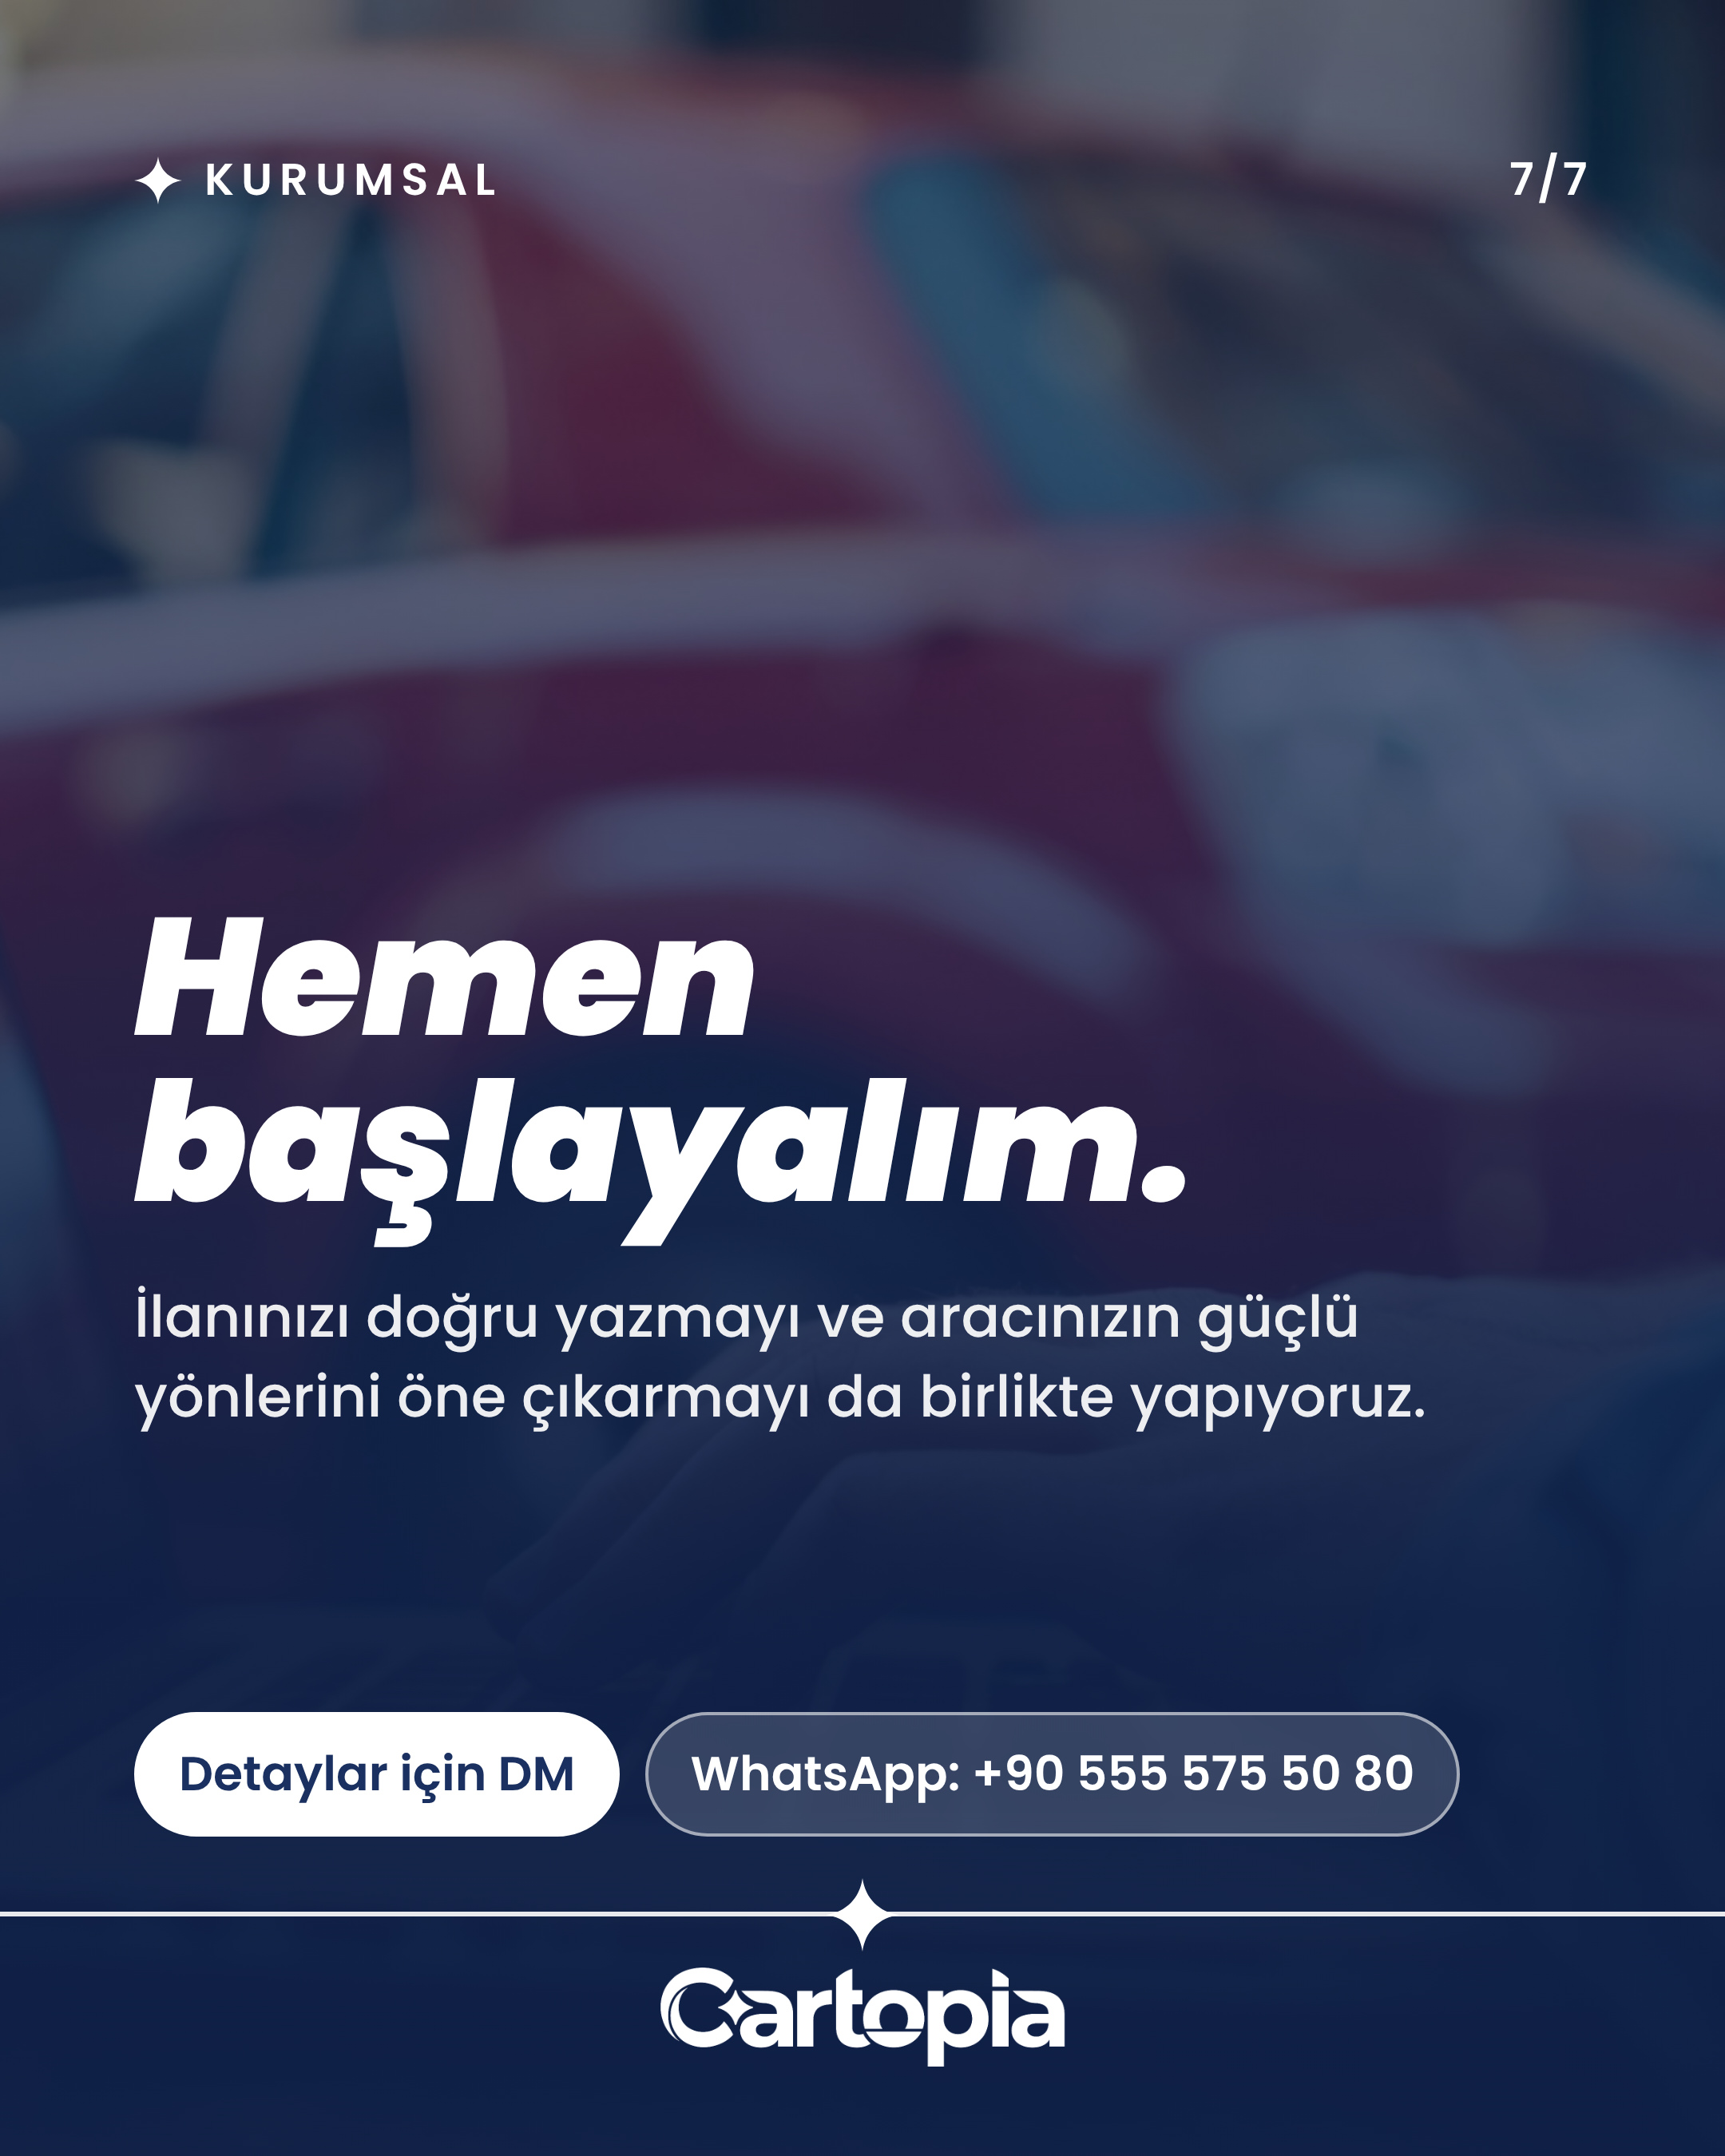 KURUMSAL
7/7
Hemen
başlayalım.
İlanınızı doğru yazmayı ve aracınızın güçlü
yönlerini öne çıkarmayı da birlikte yapıyoruz.
Detaylar için DM
WhatsApp: +90 555 575 50 80
Cartopia